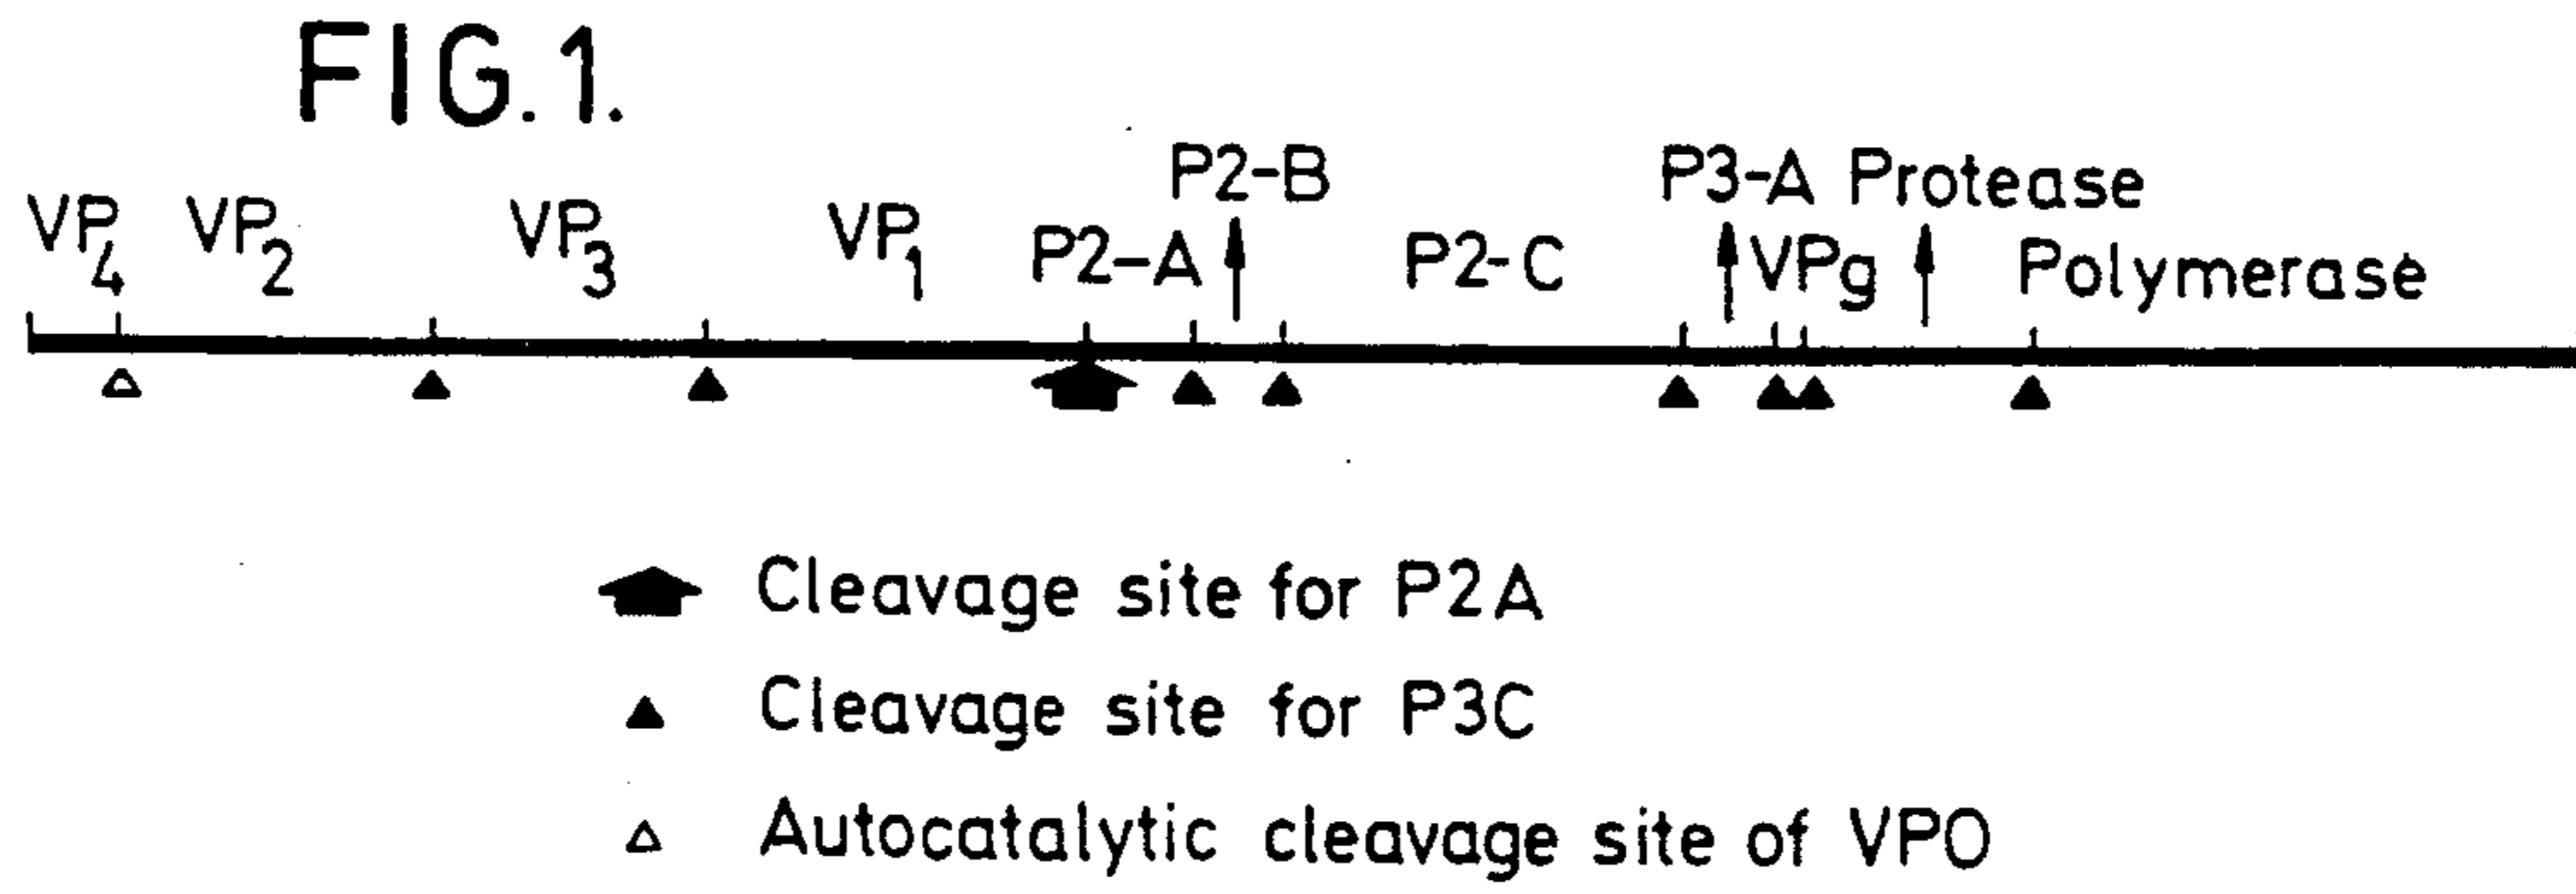 FIG.1.
P2-B P3-A Protease
VP4 VP2 VP3 VP1 P2-A P2-C VPg Polymerase
Cleavage site for P2A
Cleavage site for P3C
Autocatalytic cleavage site of VPO